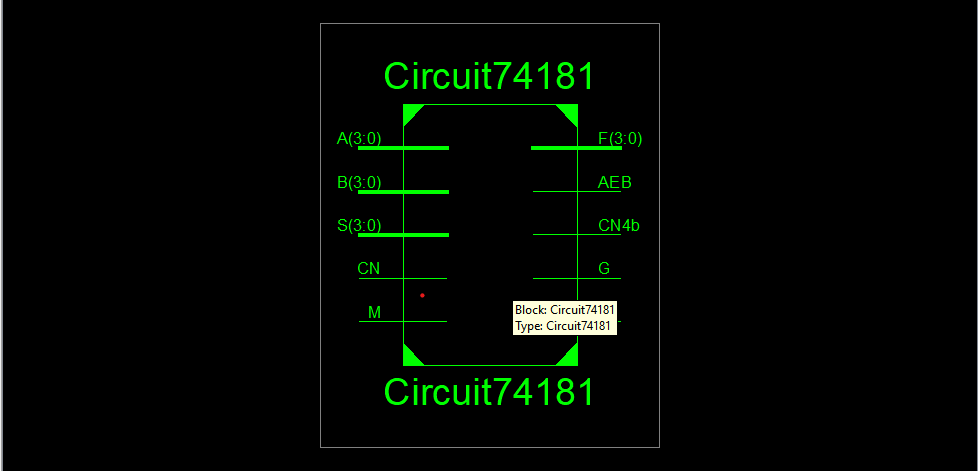 Circuit74181
A(3:0)
F(3:0)
B(3:0)
AEB
S(3:0)
CN4b
CN
G
M
Block: Circuit74181
Type: Circuit74181
Circuit74181